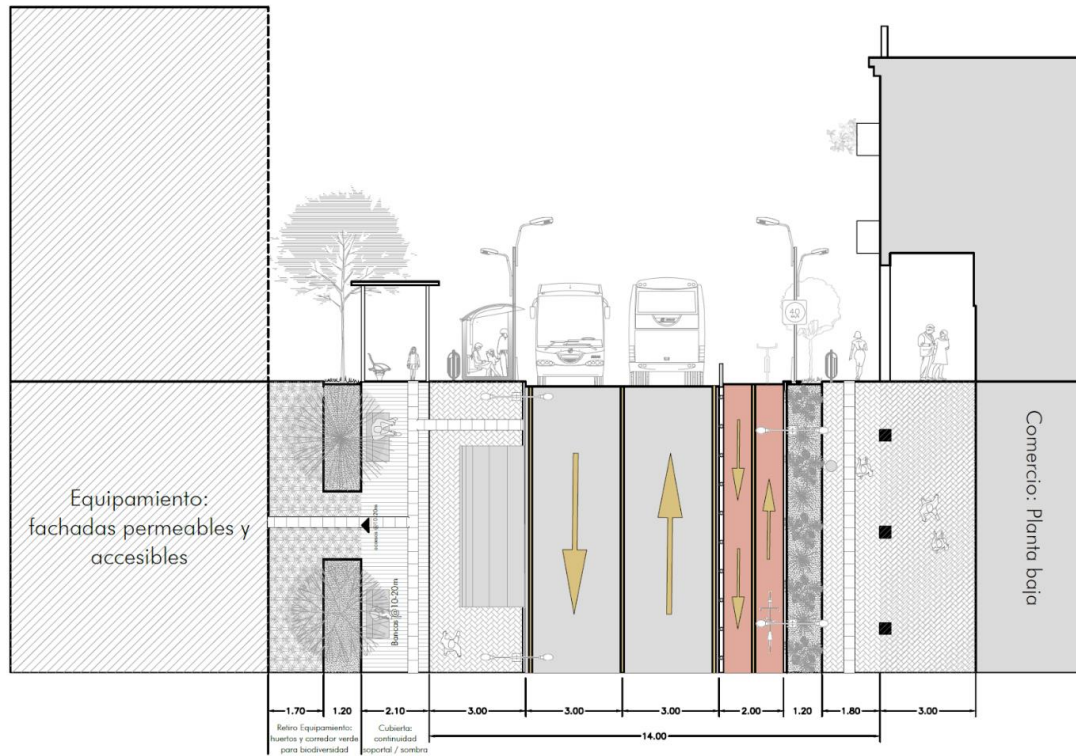 40
Equipamiento:
fachadas permeables y
accesibles
Bancas @10-20m
Comercio: Planta baja
1.70
1.20
2.10
3.00
3.00
3.00
2.00
1.20
1.80
3.00
14.00
Retiro Equipamiento:
huertos y corredor verde
para biodiversidad
Cubierta:
continuidad
soportal / sombra